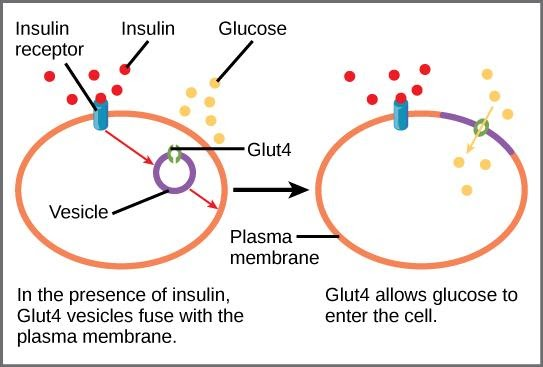 Insulin
receptor
Insulin
Glucose
Glut4
Vesicle
Plasma
membrane
In the presence of insulin,
Glut4 vesicles fuse with the
plasma membrane.
Glut4 allows glucose to
enter the cell.